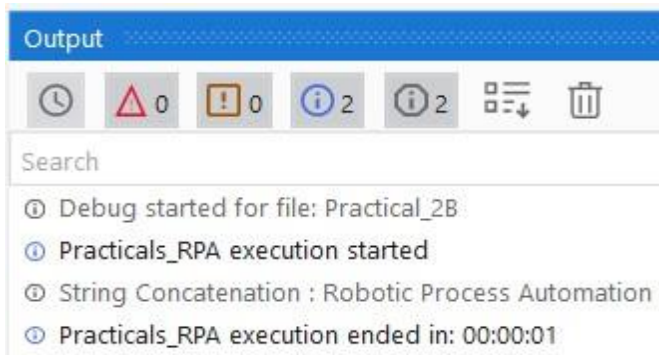 Output
0 0 2 2
Search
Debug started for file: Practical_2B
Practicals_RPA execution started
String Concatenation : Robotic Process Automation
Practicals_RPA execution ended in: 00:00:01